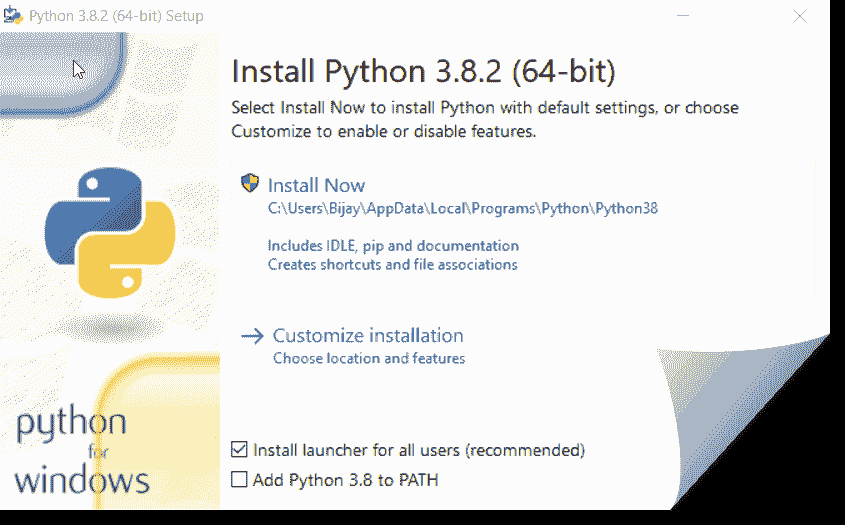 Python 3.8.2 (64-bit) Setup
Install Python 3.8.2 (64-bit)
Select Install Now to install Python with default settings, or choose
Customize to enable or disable features.
Install Now
C:\Users\Bijay\AppData\Local\Programs\Python\Python38
Includes IDLE, pip and documentation
Creates shortcuts and file associations
Customize installation
Choose location and features
Install launcher for all users (recommended)
Add Python 3.8 to PATH
python
for
windows